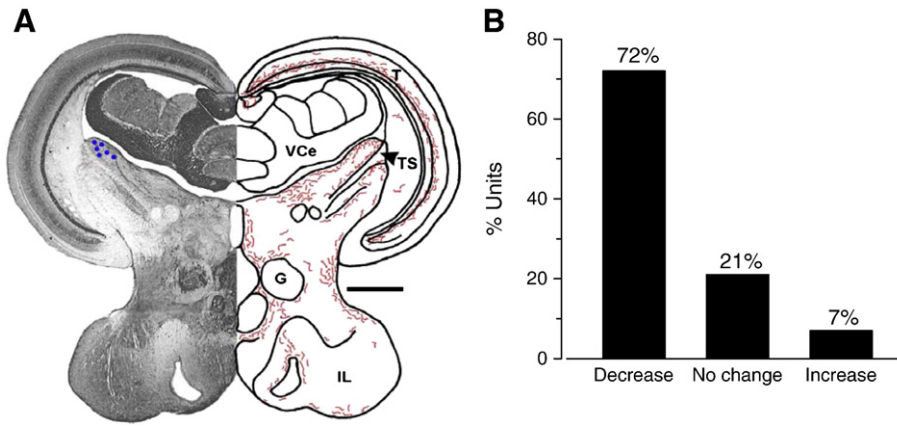 A
T
VCe
TS
G
IL
B
80
60
40
20
0
% Units
72%
21%
7%
Decrease No change Increase